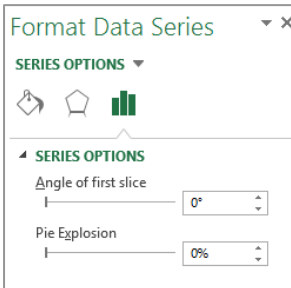 Format Data Series
SERIES OPTIONS
SERIES OPTIONS
Angle of first slice
0°
Pie Explosion
0%